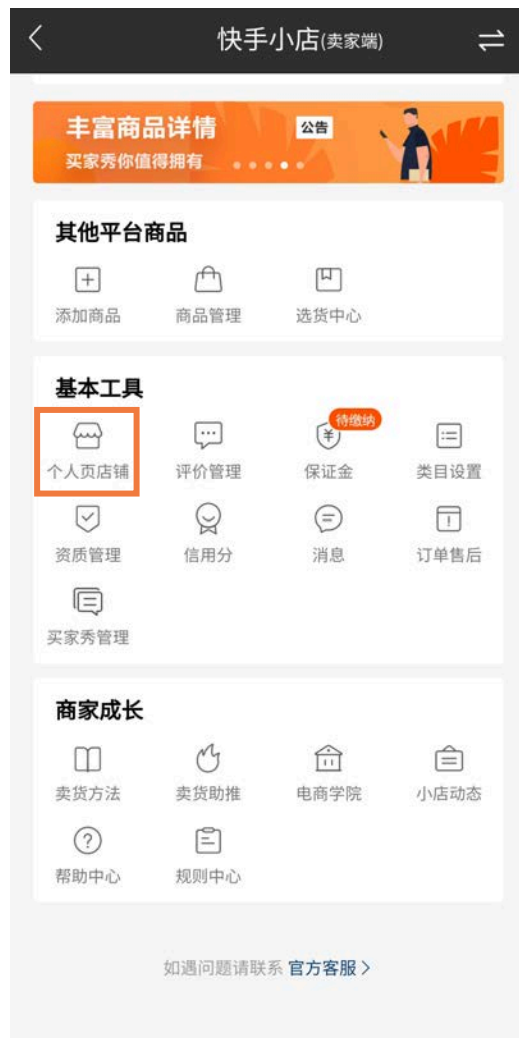 快手小店(卖家端)
丰富商品详情 公告
买家秀你值得拥有
其他平台商品
添加商品 商品管理 选货中心
基本工具
待缴纳
个人页店铺 评价管理 保证金 类目设置
资质管理 信用分 消息 订单售后
买家秀管理
商家成长
卖货方法 卖货助推 电商学院 小店动态
帮助中心 规则中心
如遇问题请联系 官方客服